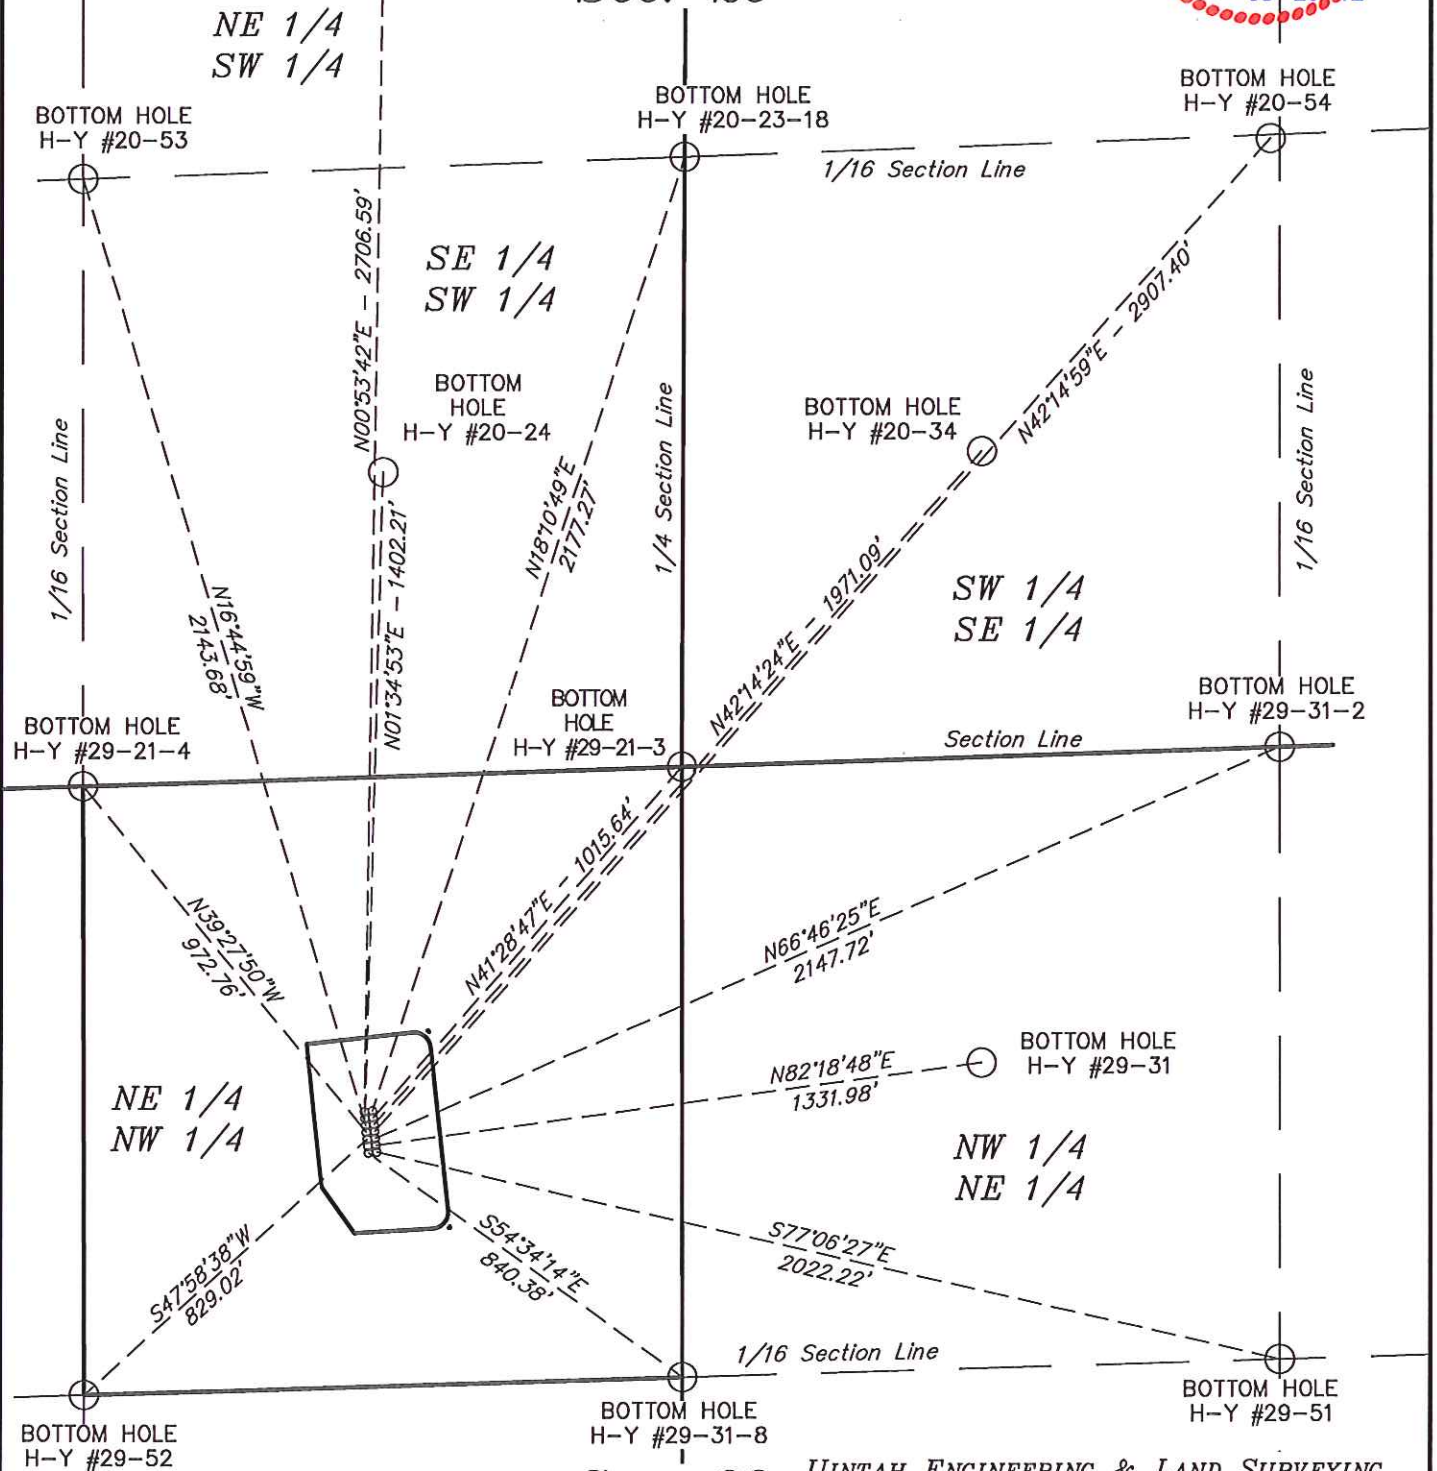 NE 1/4
SW 1/4
BOTTOM HOLE
H-Y #20-53
BOTTOM HOLE
H-Y #20-23-18
BOTTOM HOLE
H-Y #20-54
1/16 Section Line
N00°53'42"E - 2706.59'
SE 1/4
SW 1/4
N42°14'59"E - 2907.40'
BOTTOM
HOLE
H-Y #20-24
BOTTOM HOLE
H-Y #20-34
1/16 Section Line
1/4 Section Line
1/16 Section Line
N18°10'49"E
2177.27'
N01°34'53"E - 1402.21'
N42°14'24"E - 1971.09'
N16°44'59"W
2143.68'
SW 1/4
SE 1/4
BOTTOM HOLE
H-Y #29-21-4
BOTTOM
HOLE
H-Y #29-21-3
BOTTOM HOLE
H-Y #29-31-2
Section Line
N41°28'47"E - 1015.64'
N39°27'50"W
972.76'
N66°46'25"E
2147.72'
BOTTOM HOLE
H-Y #29-31
N82°18'48"E
1331.98'
NE 1/4
NW 1/4
NW 1/4
NE 1/4
S47°58'38"W
829.02'
S54°34'14"E
840.38'
S77°06'27"E
2022.22'
1/16 Section Line
BOTTOM HOLE
H-Y #29-52
BOTTOM HOLE
H-Y #29-31-8
BOTTOM HOLE
H-Y #29-51
UINTAH ENGINEERING & LAND SURVEYING